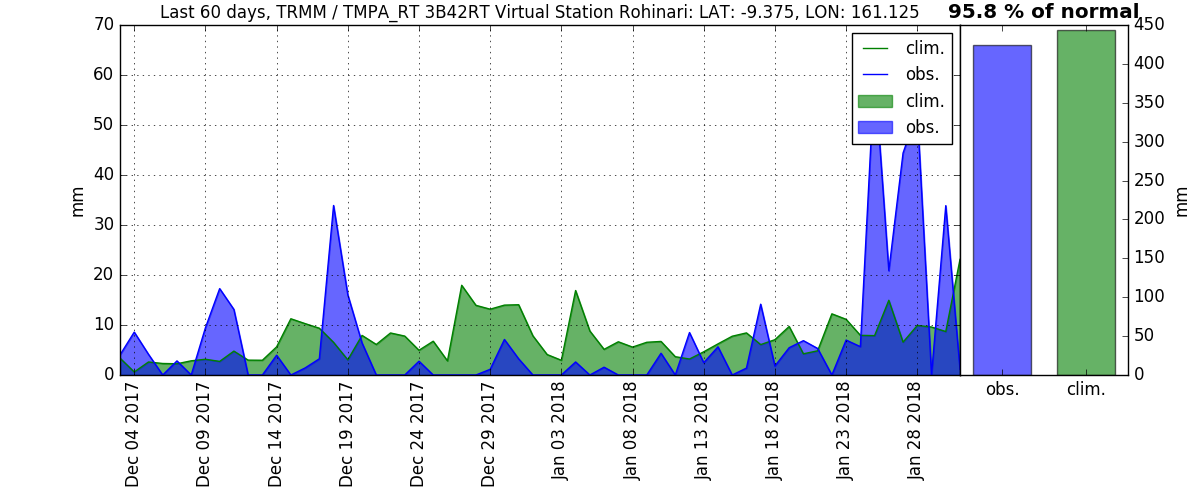 Last 60 days, TRMM / TMPA_RT 3B42RT Virtual Station Rohinari: LAT: -9.375, LON: 161.125
95.8 % of normal
70
60
50
40
30
20
10
0
mm
clim.
obs.
clim.
obs.
450
400
350
300
250
200
150
100
50
0
mm
obs.
clim.
Dec 04 2017
Dec 09 2017
Dec 14 2017
Dec 19 2017
Dec 24 2017
Dec 29 2017
Jan 03 2018
Jan 08 2018
Jan 13 2018
Jan 18 2018
Jan 23 2018
Jan 28 2018